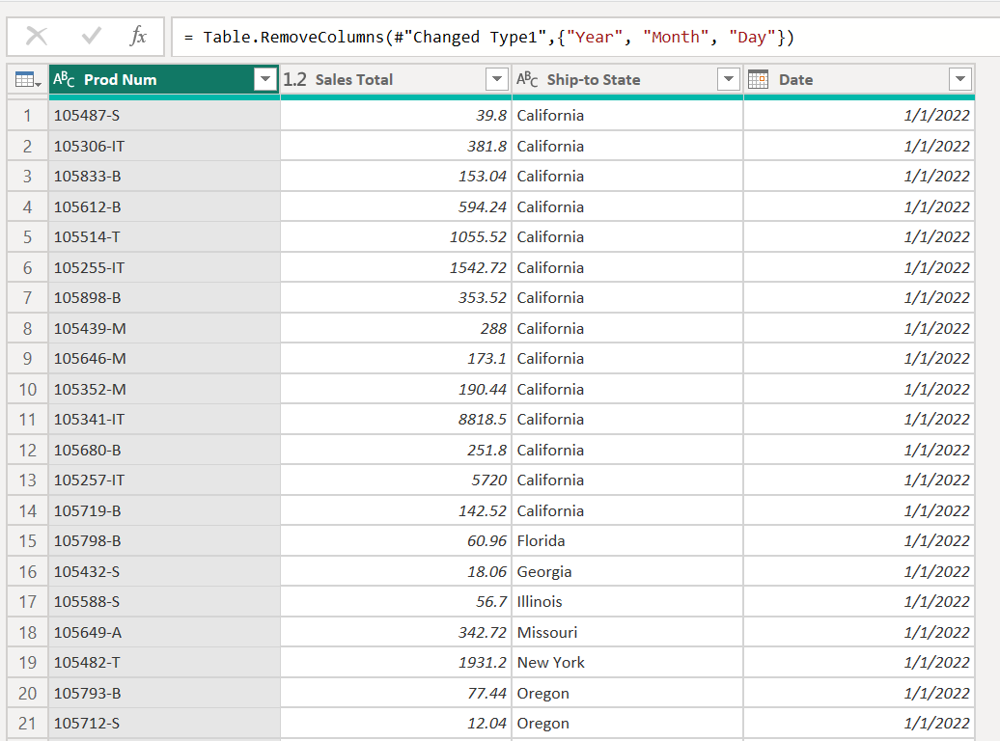 fx = Table.RemoveColumns(#"Changed Type1",{"Year", "Month", "Day"})
ABC Prod Num 1.2 Sales Total ABC Ship-to State Date
1 105487-S 39.8 California 1/1/2022
2 105306-IT 381.8 California 1/1/2022
3 105833-B 153.04 California 1/1/2022
4 105612-B 594.24 California 1/1/2022
5 105514-T 1055.52 California 1/1/2022
6 105255-IT 1542.72 California 1/1/2022
7 105898-B 353.52 California 1/1/2022
8 105439-M 288 California 1/1/2022
9 105646-M 173.1 California 1/1/2022
10 105352-M 190.44 California 1/1/2022
11 105341-IT 8818.5 California 1/1/2022
12 105680-B 251.8 California 1/1/2022
13 105257-IT 5720 California 1/1/2022
14 105719-B 142.52 California 1/1/2022
15 105798-B 60.96 Florida 1/1/2022
16 105432-S 18.06 Georgia 1/1/2022
17 105588-S 56.7 Illinois 1/1/2022
18 105649-A 342.72 Missouri 1/1/2022
19 105482-T 1931.2 New York 1/1/2022
20 105793-B 77.44 Oregon 1/1/2022
21 105712-S 12.04 Oregon 1/1/2022